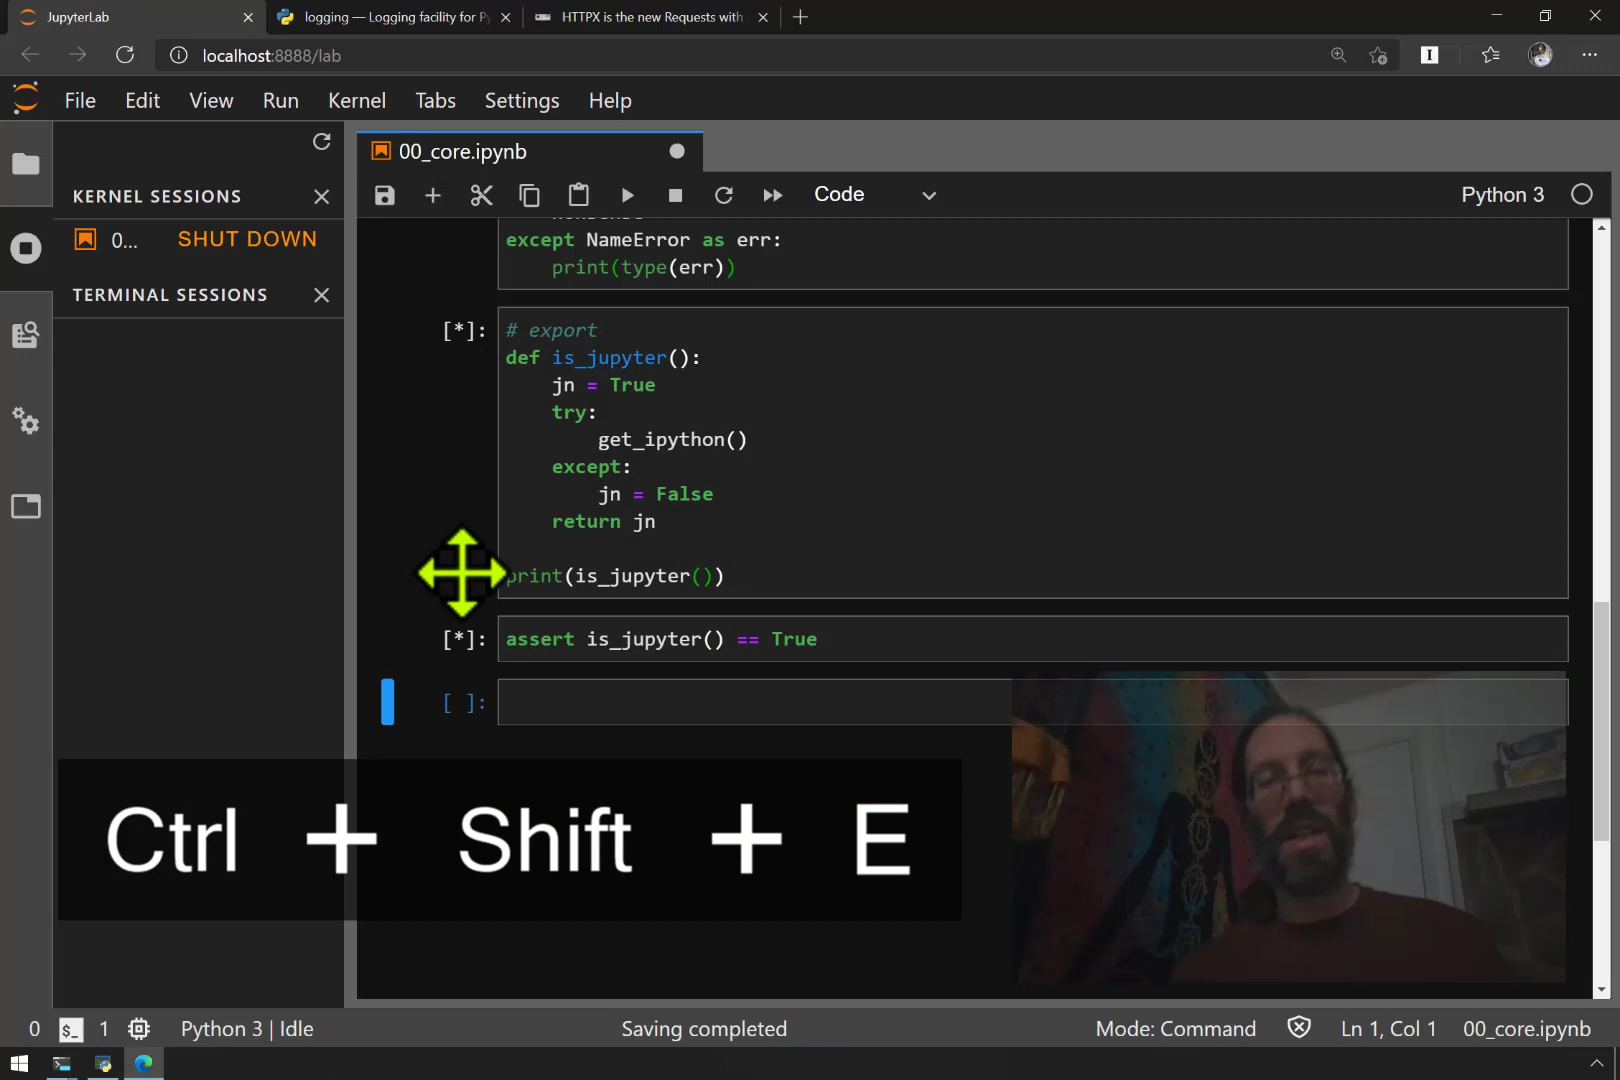 JupyterLab
logging — Logging facility for Py
HTTPX is the new Requests with
localhost:8888/lab
File Edit View Run Kernel Tabs Settings Help
KERNEL SESSIONS
0... SHUT DOWN
TERMINAL SESSIONS
00_core.ipynb
Code
Python 3
except NameError as err:
print(type(err))
[*]: # export
def is_jupyter():
jn = True
try:
get_ipython()
except:
jn = False
return jn
print(is_jupyter())
[*]: assert is_jupyter() == True
[ ]:
Ctrl + Shift + E
0 $_ 1 Python 3 | Idle Saving completed Mode: Command Ln 1, Col 1 00_core.ipynb